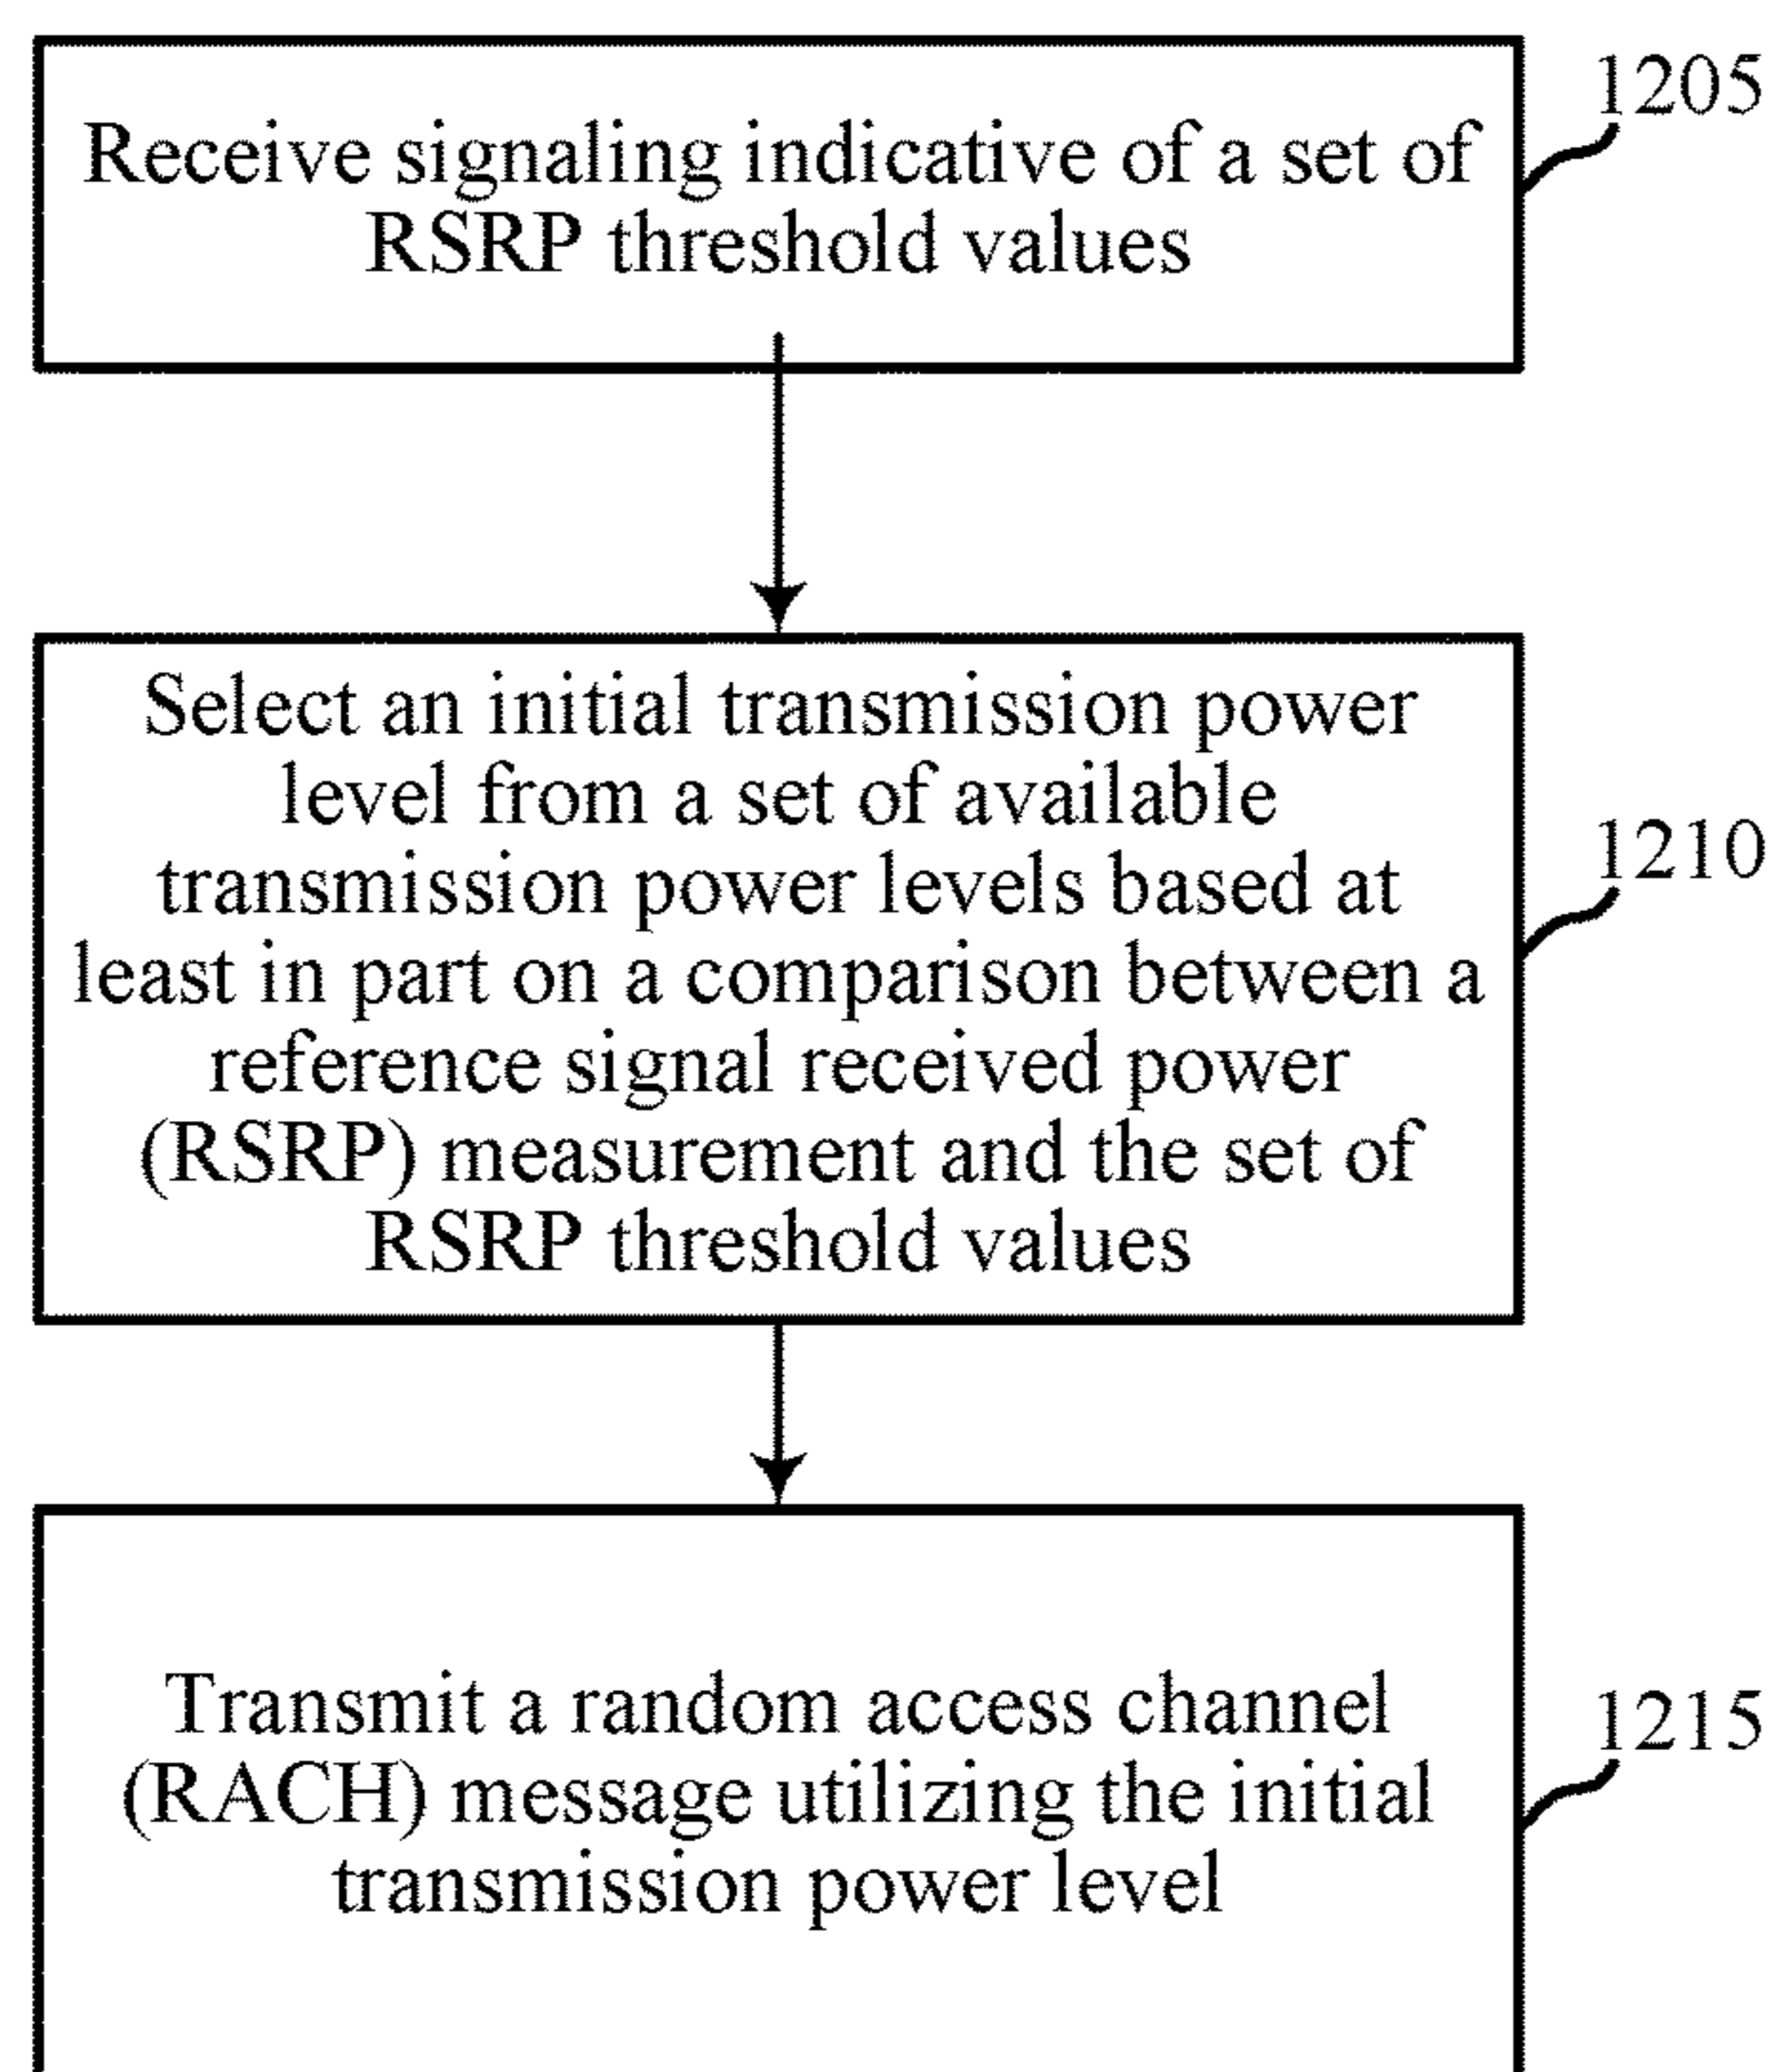 1205
Receive signaling indicative of a set of
RSRP threshold values
Select an initial transmission power
level from a set of available
transmission power levels based at
least in part on a comparison between a
reference signal received power
(RSRP) measurement and the set of
RSRP threshold values
1210
Transmit a random access channel
(RACH) message utilizing the initial
transmission power level
1215